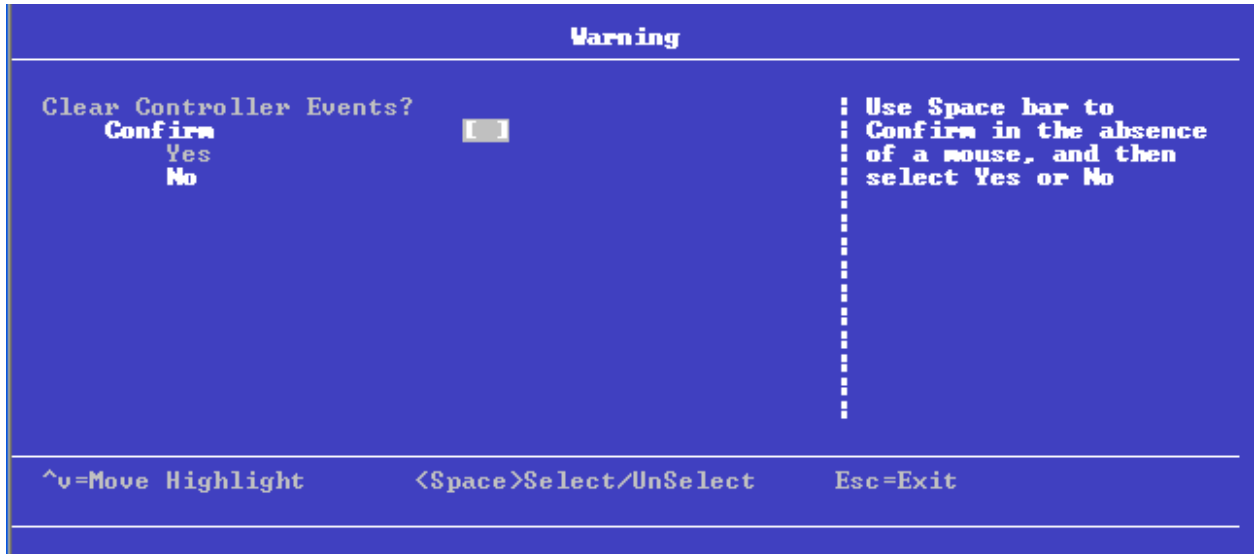 Warning
Clear Controller Events?
Confirm [ ]
Yes
No
Use Space bar to
Confirm in the absence
of a mouse, and then
select Yes or No
^v=Move Highlight <Space>Select/UnSelect Esc=Exit